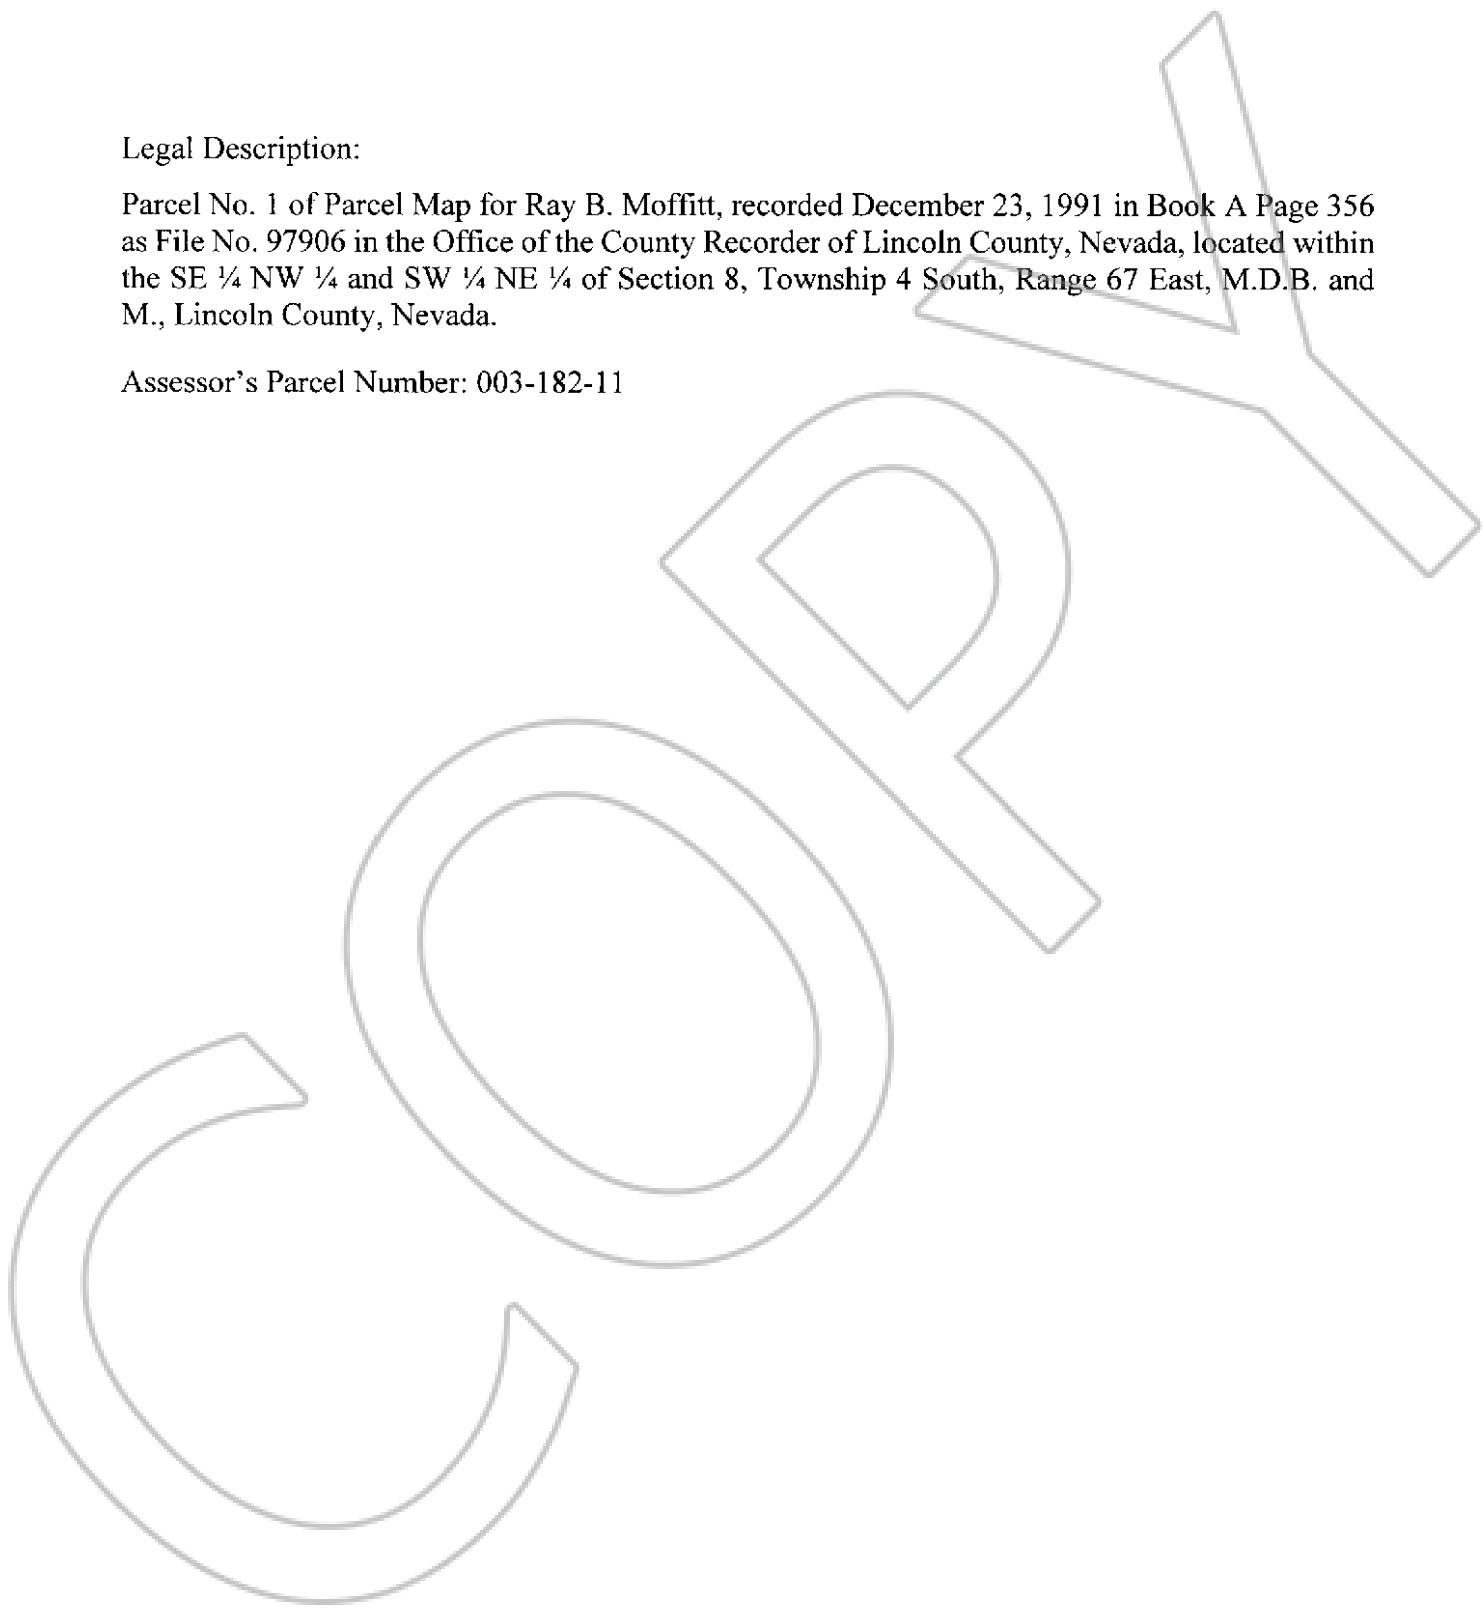 Legal Description:
Parcel No. 1 of Parcel Map for Ray B. Moffitt, recorded December 23, 1991 in Book A Page 356
as File No. 97906 in the Office of the County Recorder of Lincoln County, Nevada, located within
the SE ¼ NW ¼ and SW ¼ NE ¼ of Section 8, Township 4 South, Range 67 East, M.D.B. and
M., Lincoln County, Nevada.
Assessor's Parcel Number: 003-182-11
COPY